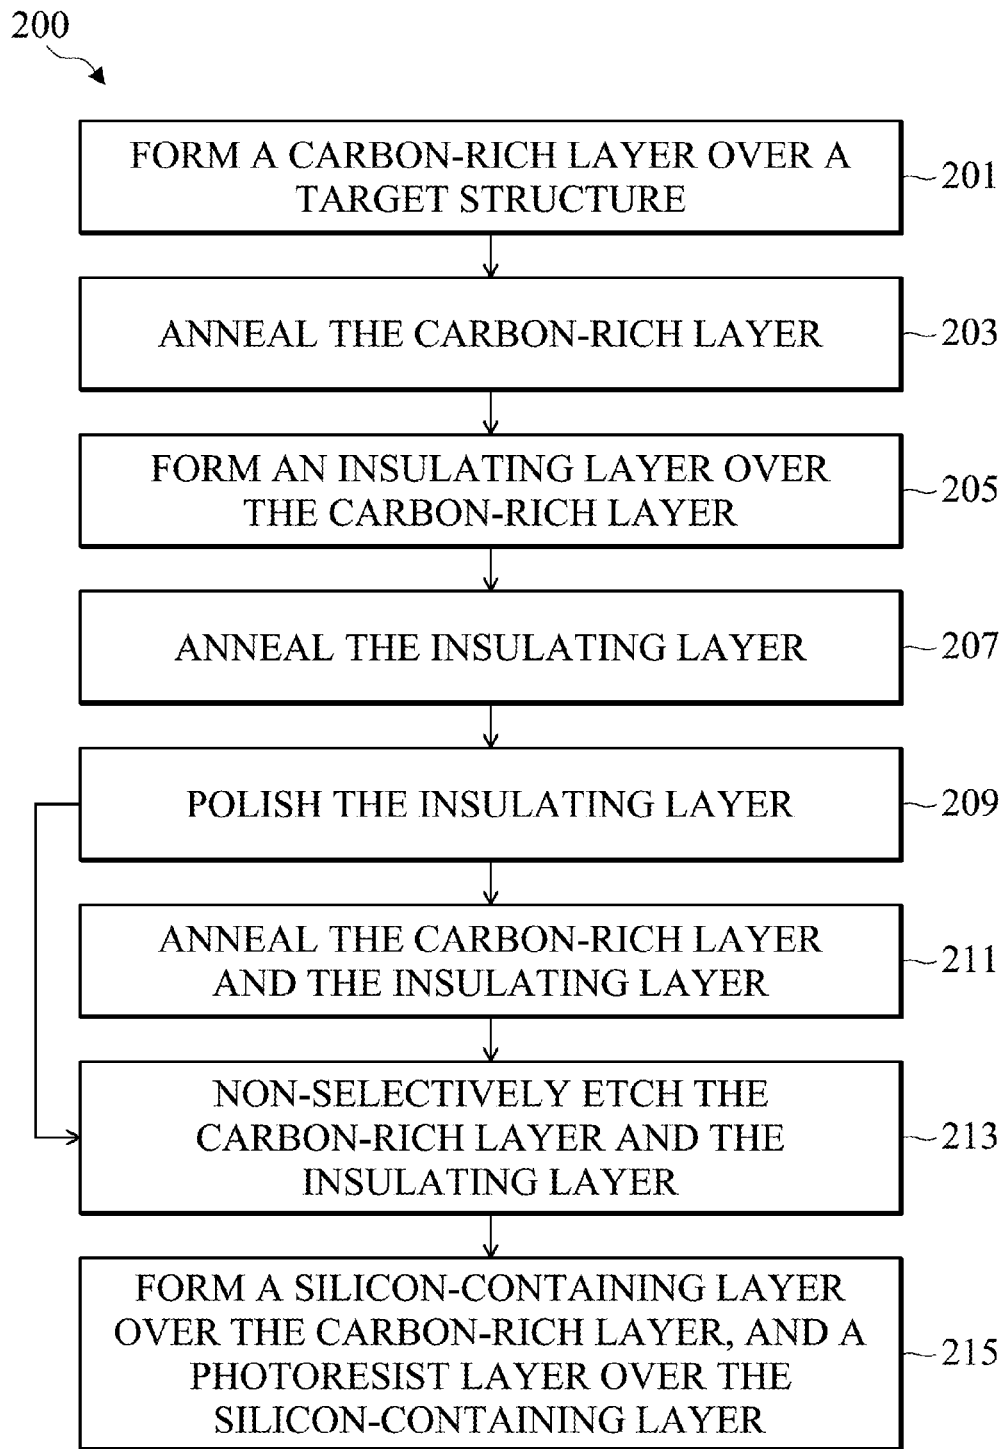 200
FORM A CARBON-RICH LAYER OVER A
TARGET STRUCTURE
201
ANNEAL THE CARBON-RICH LAYER
203
FORM AN INSULATING LAYER OVER
THE CARBON-RICH LAYER
205
ANNEAL THE INSULATING LAYER
207
POLISH THE INSULATING LAYER
209
ANNEAL THE CARBON-RICH LAYER
AND THE INSULATING LAYER
211
NON-SELECTIVELY ETCH THE
CARBON-RICH LAYER AND THE
INSULATING LAYER
213
FORM A SILICON-CONTAINING LAYER
OVER THE CARBON-RICH LAYER, AND A
PHOTORESIST LAYER OVER THE
SILICON-CONTAINING LAYER
215